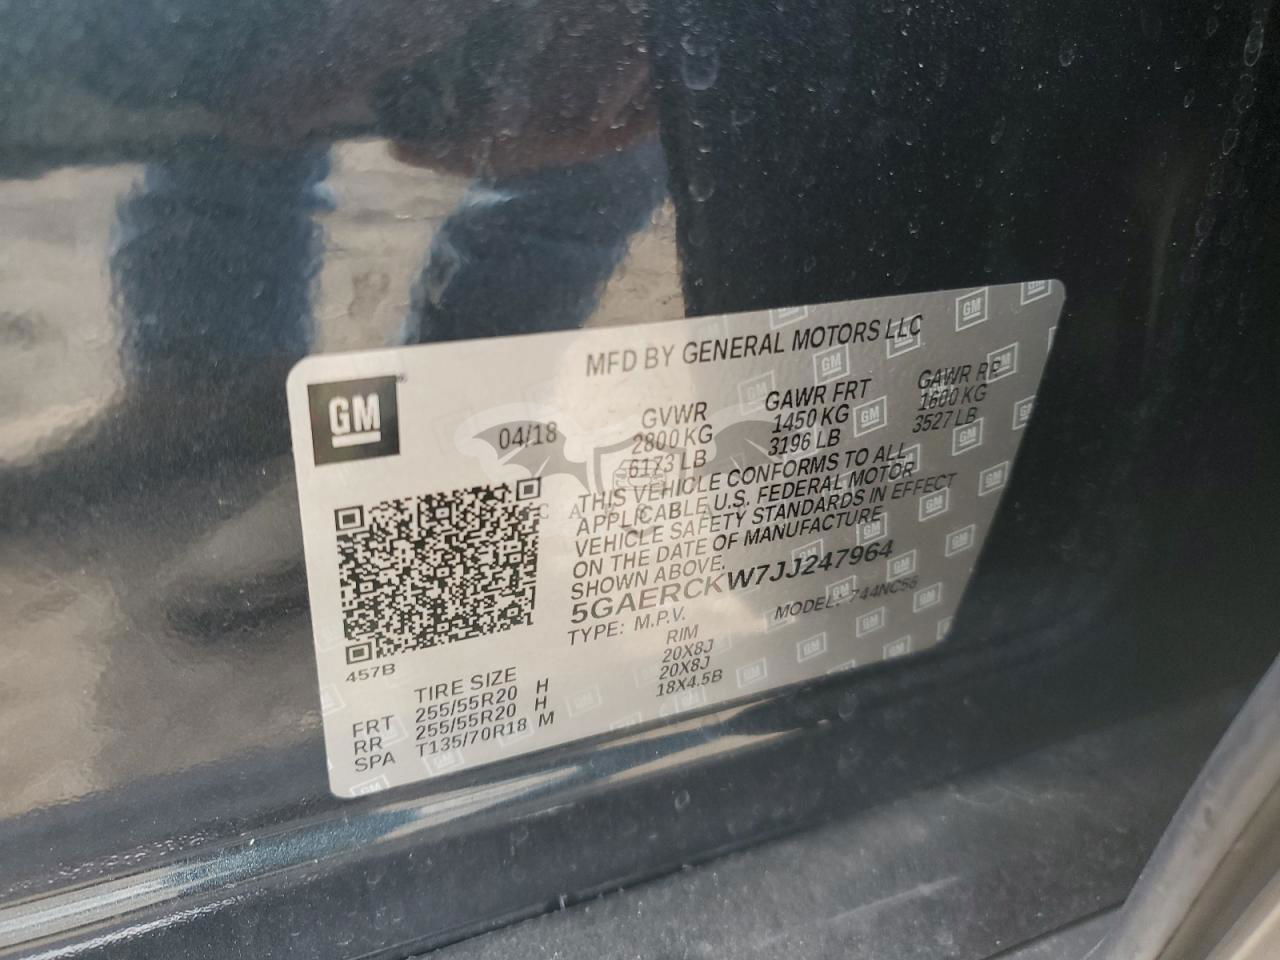 MFD BY GENERAL MOTORS LLC
GM
04/18
GVWR GAWR FRT GAWR RR
2800 KG 1450 KG 1600 KG
6173 LB 3196 LB 3527 LB
THIS VEHICLE CONFORMS TO ALL
APPLICABLE U.S. FEDERAL MOTOR
VEHICLE SAFETY STANDARDS IN EFFECT
ON THE DATE OF MANUFACTURE
SHOWN ABOVE.
5GAERCKW7JJ247964
TYPE: M.P.V. MODEL: 744NC56
457B
TIRE SIZE RIM
FRT 255/55R20 H 20X8J
RR 255/55R20 H 20X8J
SPA T135/70R18 M 18X4.5B